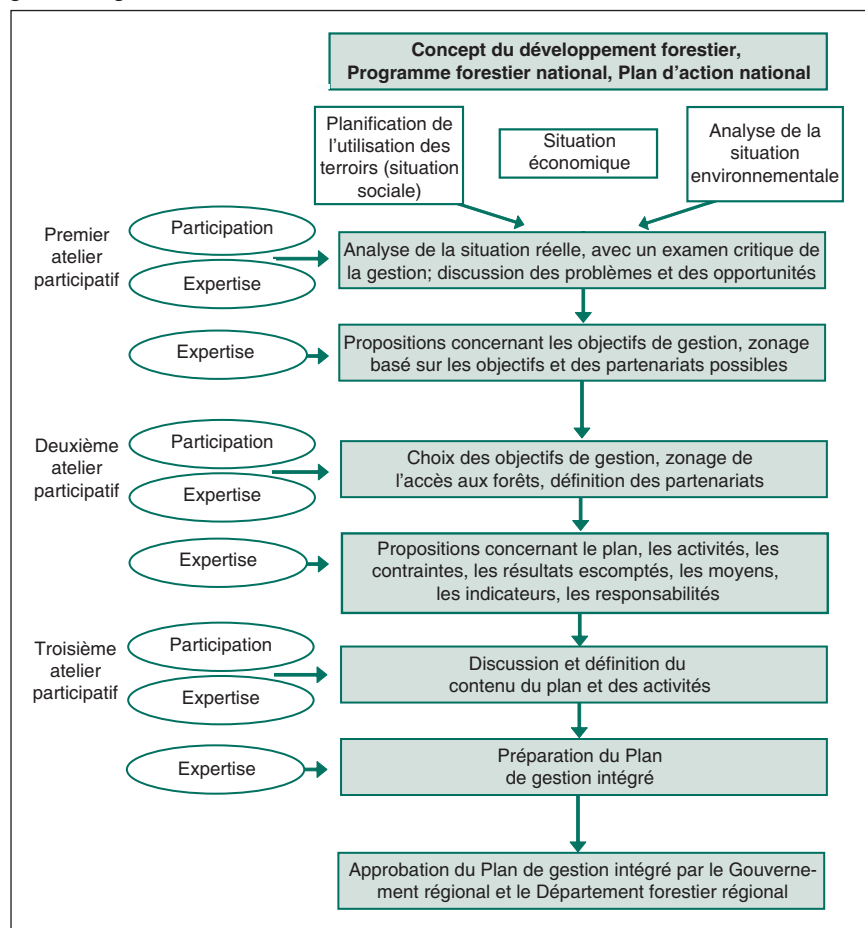 Concept du développement forestier,
Programme forestier national, Plan d'action national
Planification de
l'utilisation des
terroirs (situation
sociale)
Situation
économique
Analyse de la
situation
environnementale
Premier
atelier
participatif
Participation
Expertise
Analyse de la situation réelle, avec un examen critique de
la gestion; discussion des problèmes et des opportunités
Expertise
Propositions concernant les objectifs de gestion, zonage
basé sur les objectifs et des partenariats possibles
Deuxième
atelier
participatif
Participation
Expertise
Choix des objectifs de gestion, zonage de
l'accès aux forêts, définition des partenariats
Expertise
Propositions concernant le plan, les activités, les
contraintes, les résultats escomptés, les moyens,
les indicateurs, les responsabilités
Troisième
atelier
participatif
Participation
Expertise
Discussion et définition du
contenu du plan et des activités
Expertise
Préparation du Plan
de gestion intégré
Approbation du Plan de gestion intégré par le Gouverne-
ment régional et le Département forestier régional